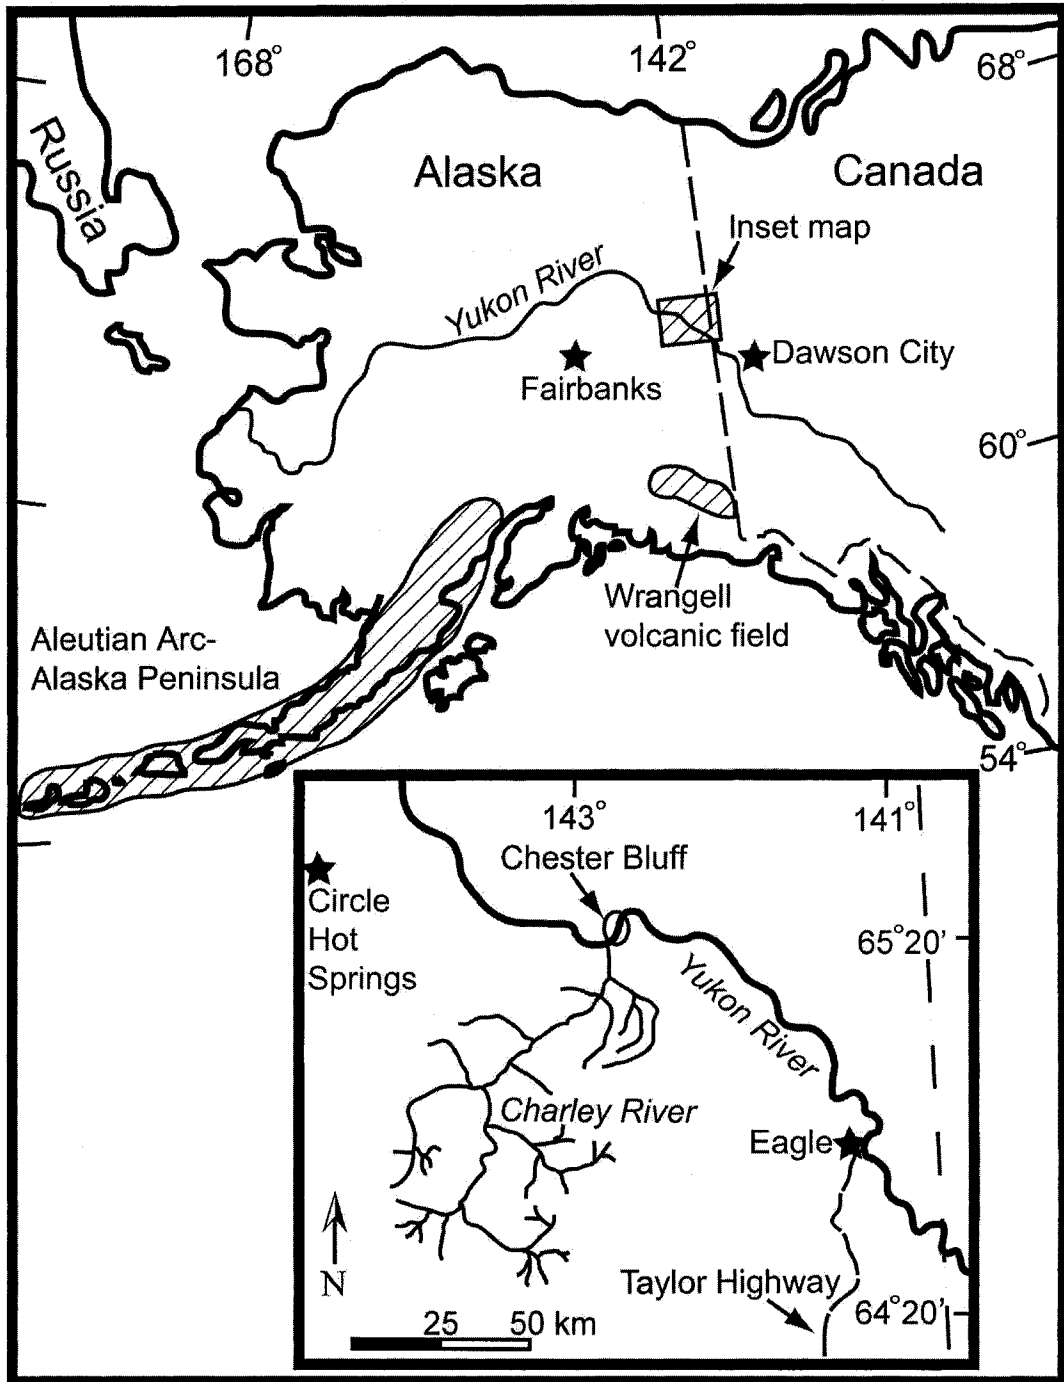 168°
142°
68°
Russia
Alaska
Canada
Inset map
Yukon River
Dawson City
Fairbanks
60°
Wrangell
volcanic field
Aleutian Arc-
Alaska Peninsula
54°
143°
141°
Chester Bluff
Circle
Hot
Springs
65°20'
Yukon River
Charley River
Eagle
N
Taylor Highway
64°20'
25
50 km